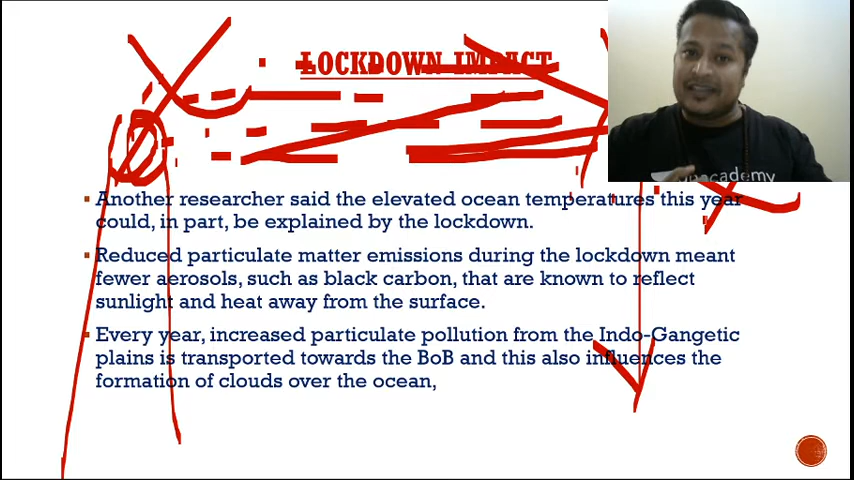 LOCKDOWN IMPACT
Another researcher said the elevated ocean temperatures this year
could, in part, be explained by the lockdown.
Reduced particulate matter emissions during the lockdown meant
fewer aerosols, such as black carbon, that are known to reflect
sunlight and heat away from the surface.
Every year, increased particulate pollution from the Indo-Gangetic
plains is transported towards the BoB and this also influences the
formation of clouds over the ocean,